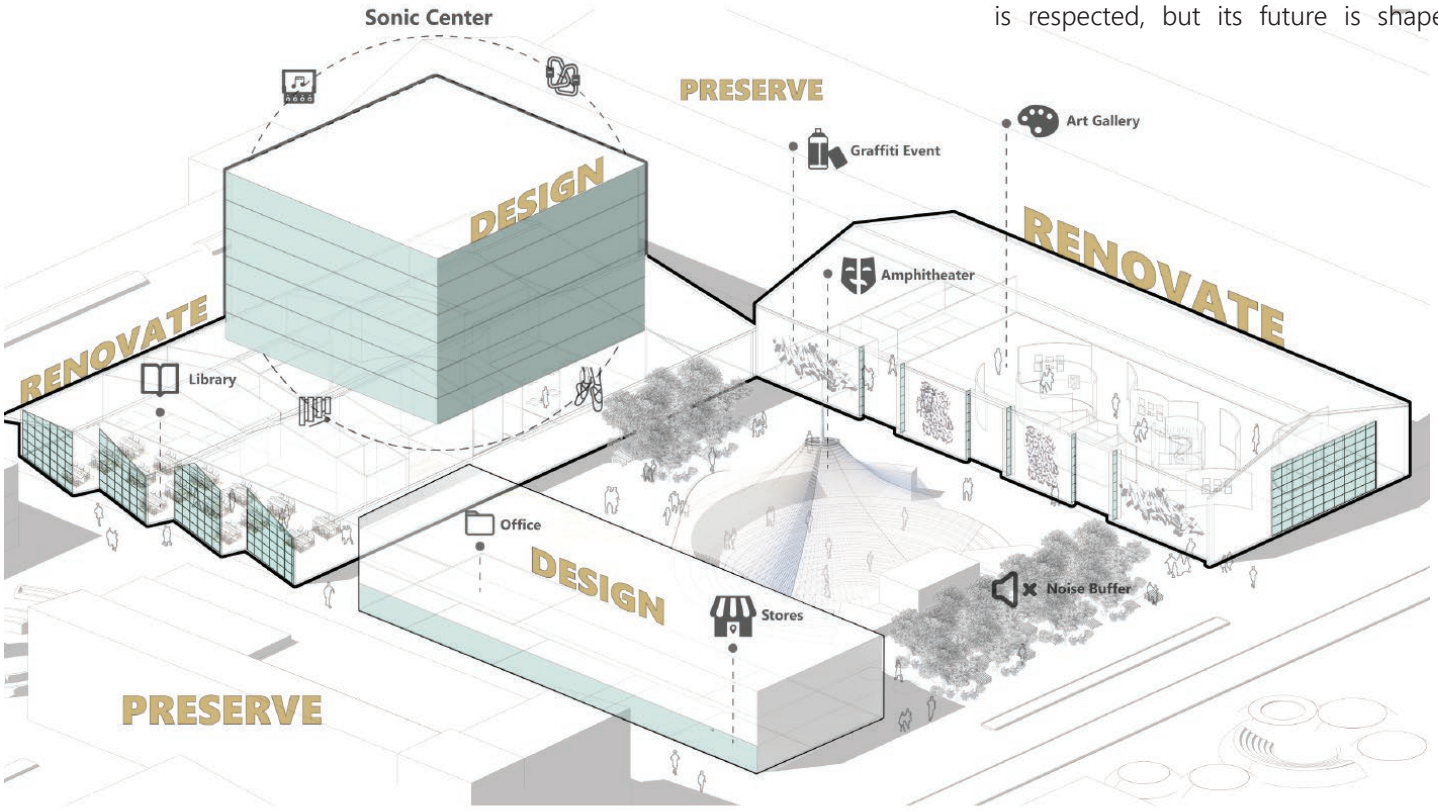 is respected, but its future is shape
Sonic Center
PRESERVE
Art Gallery
Graffiti Event
DESIGN
RENOVATE
Amphitheater
RENOVATE
Library
Office
DESIGN
Stores
Noise Buffer
PRESERVE